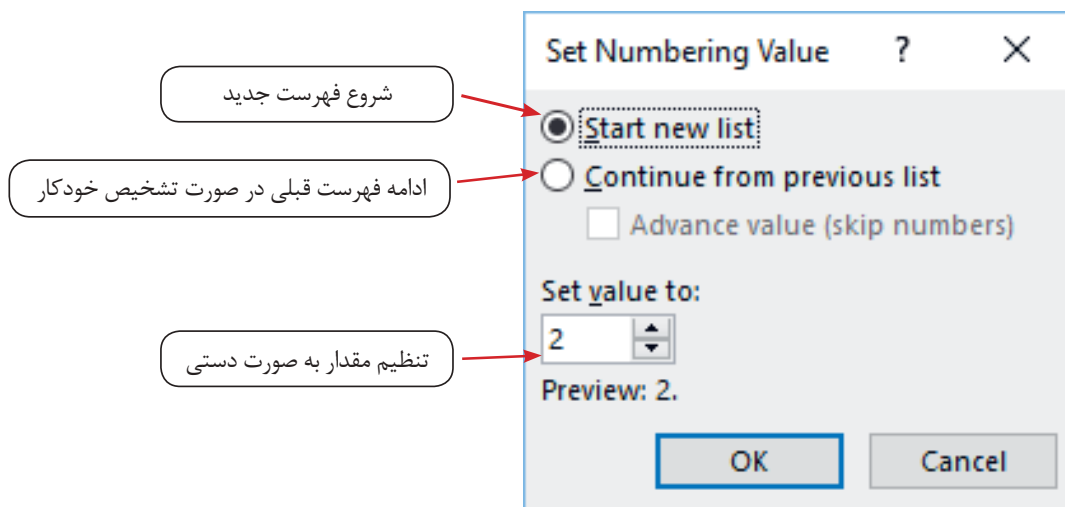 Set Numbering Value ? ×
شروع فهرست جدید
Start new list
ادامه فهرست قبلی در صورت تشخیص خودکار
Continue from previous list
Advance value (skip numbers)
Set value to:
تنظیم مقدار به صورت دستی
2
Preview: 2.
OK Cancel